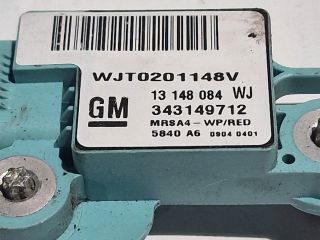 WJT0201148V
GM 13 148 084 WJ
343149712
MRSA4-WP/RED
5840 A6 0904 0401